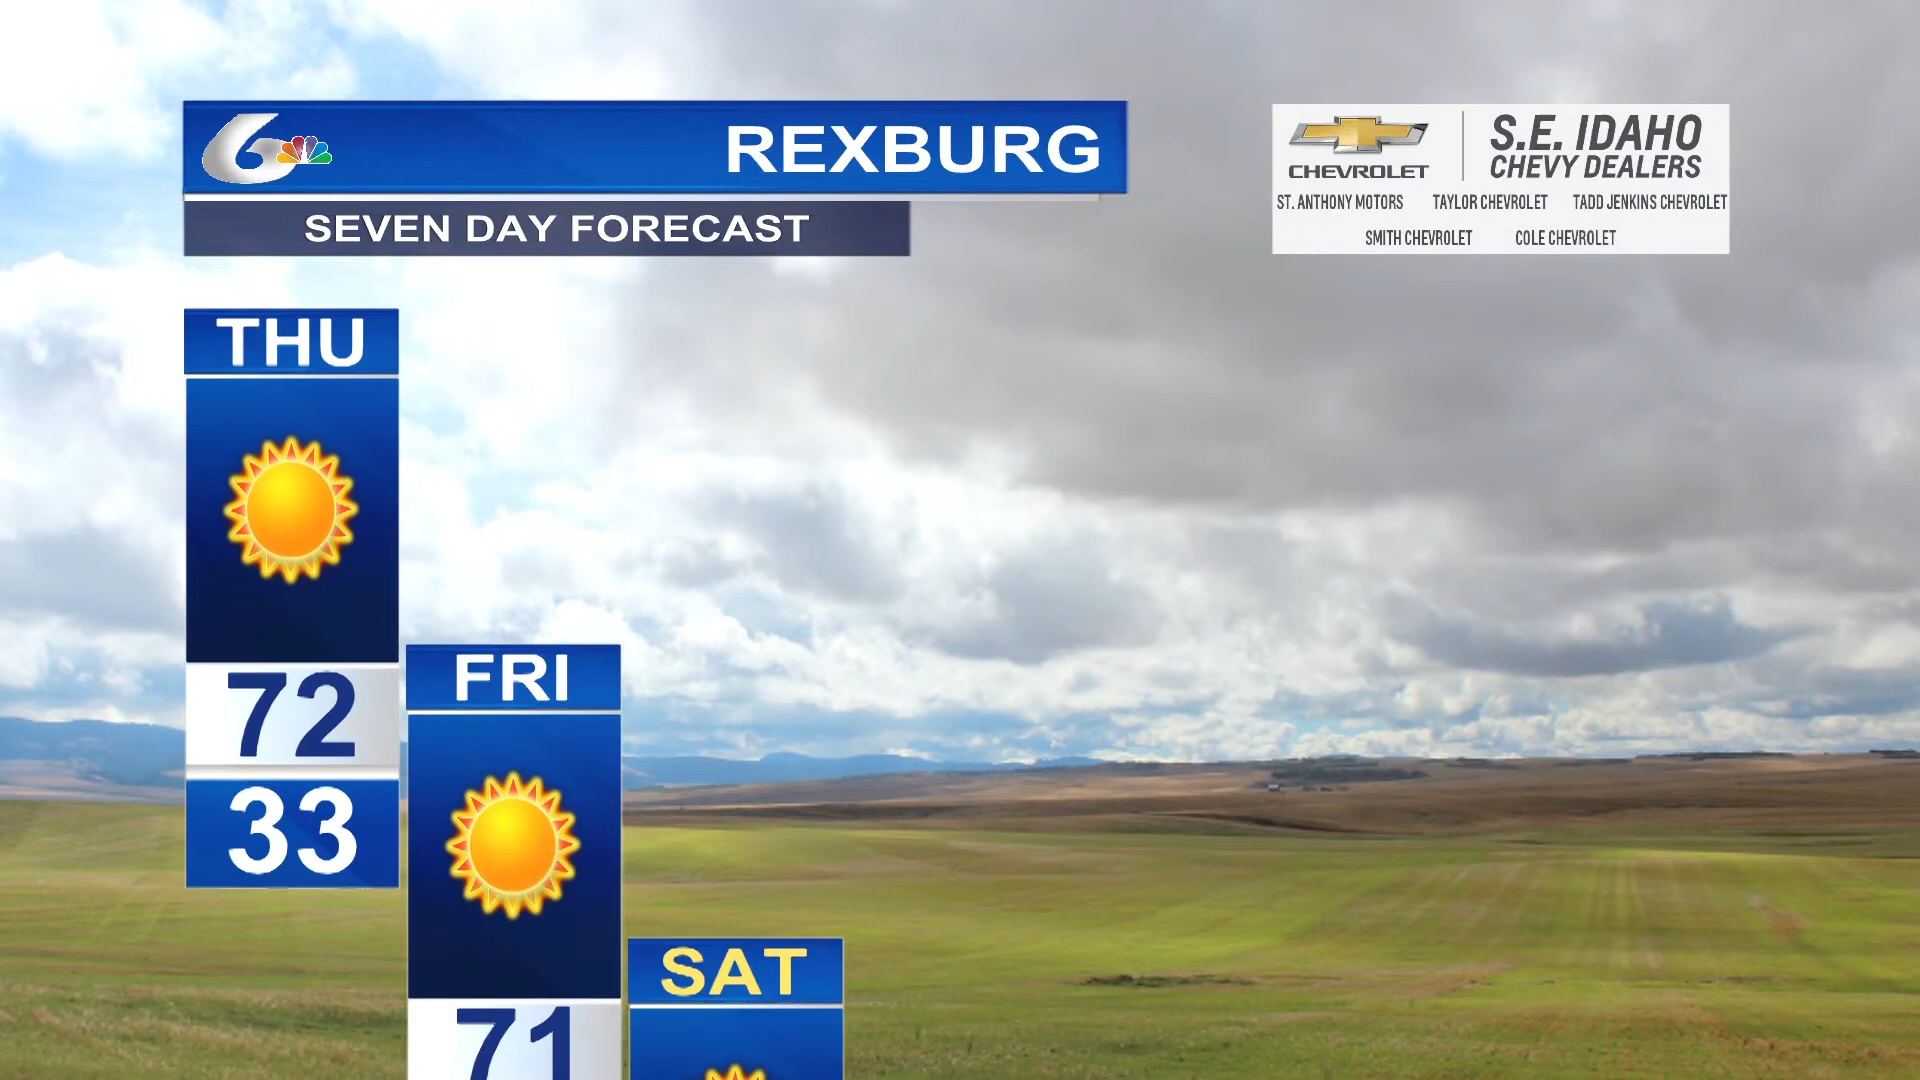 6
REXBURG
SEVEN DAY FORECAST
CHEVROLET
S.E. IDAHO
CHEVY DEALERS
ST. ANTHONY MOTORS TAYLOR CHEVROLET TADD JENKINS CHEVROLET
SMITH CHEVROLET COLE CHEVROLET
THU
72
33
FRI
71
SAT